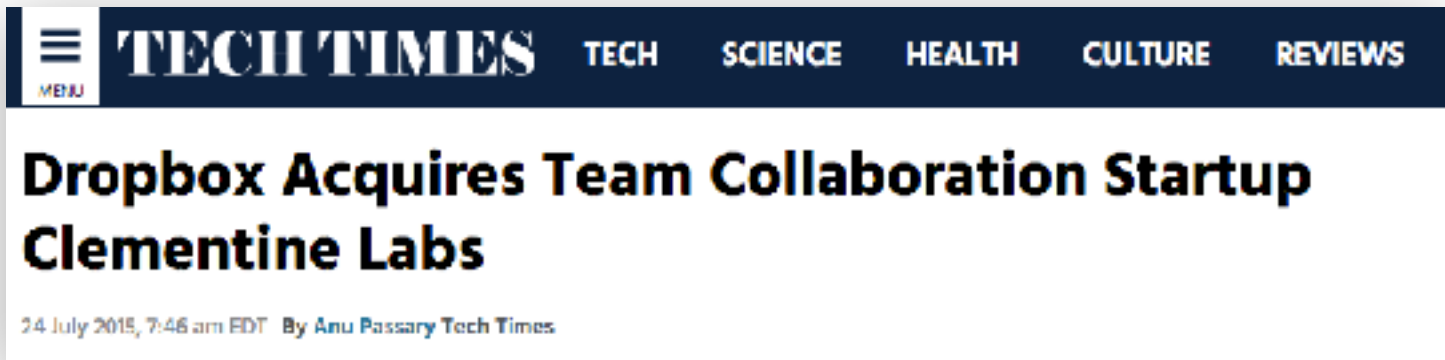 TECH TIMES TECH SCIENCE HEALTH CULTURE REVIEWS
MENU
Dropbox Acquires Team Collaboration Startup
Clementine Labs
24 July 2015, 7:46 am EDT By Anu Passary Tech Times